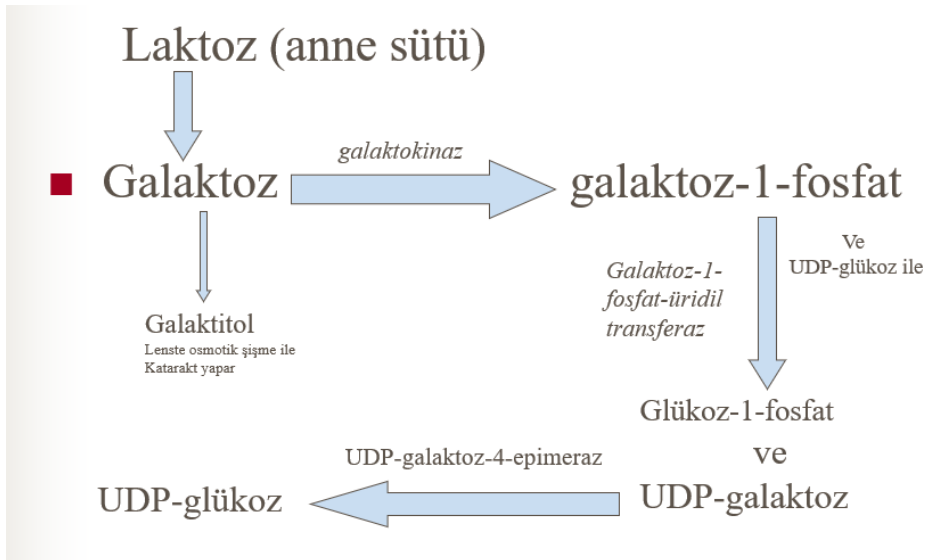 Laktoz (anne sütü)
galaktokinaz
Galaktoz
galaktoz-1-fosfat
Ve
UDP-glükoz ile
Galaktoz-1-
fosfat-üridil
transferaz
Galaktitol
Lenste osmotik şişme ile
Katarakt yapar
Glükoz-1-fosfat
ve
UDP-galaktoz
UDP-galaktoz-4-epimeraz
UDP-glükoz